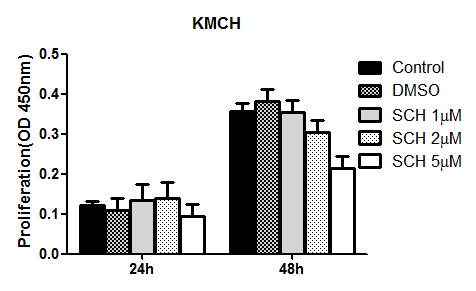 KMCH
Proliferation(OD 450nm)
0.5
0.4
0.3
0.2
0.1
0.0
24h
48h
Control
DMSO
SCH 1μM
SCH 2μM
SCH 5μM